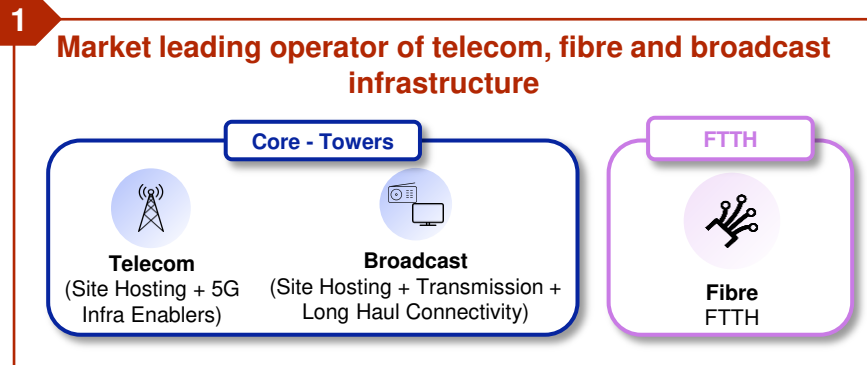 1
Market leading operator of telecom, fibre and broadcast
infrastructure
Core - Towers
Telecom
(Site Hosting + 5G
Infra Enablers)
Broadcast
(Site Hosting + Transmission +
Long Haul Connectivity)
FTTH
Fibre
FTTH